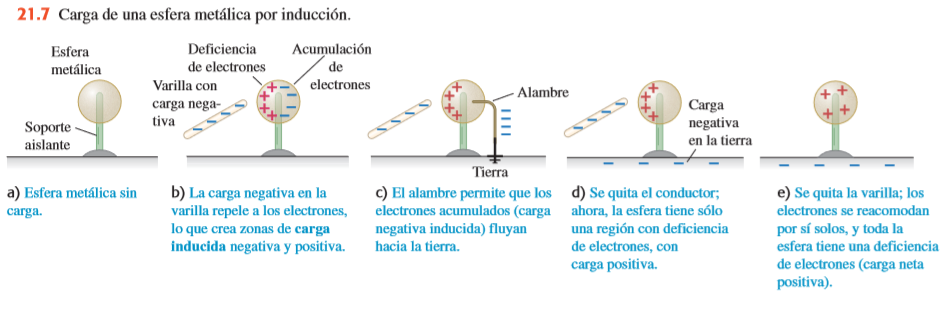 21.7 Carga de una esfera metálica por inducción.
Esfera
metálica
Soporte
aislante
a) Esfera metálica sin
carga.
Deficiencia
de electrones
Acumulación
de
electrones
Varilla con
carga nega-
tiva
b) La carga negativa en la
varilla repele a los electrones,
lo que crea zonas de carga
inducida negativa y positiva.
Alambre
Tierra
c) El alambre permite que los
electrones acumulados (carga
negativa inducida) fluyan
hacia la tierra.
Carga
negativa
en la tierra
d) Se quita el conductor;
ahora, la esfera tiene sólo
una región con deficiencia
de electrones, con
carga positiva.
e) Se quita la varilla; los
electrones se reacomodan
por sí solos, y toda la
esfera tiene una deficiencia
de electrones (carga neta
positiva).